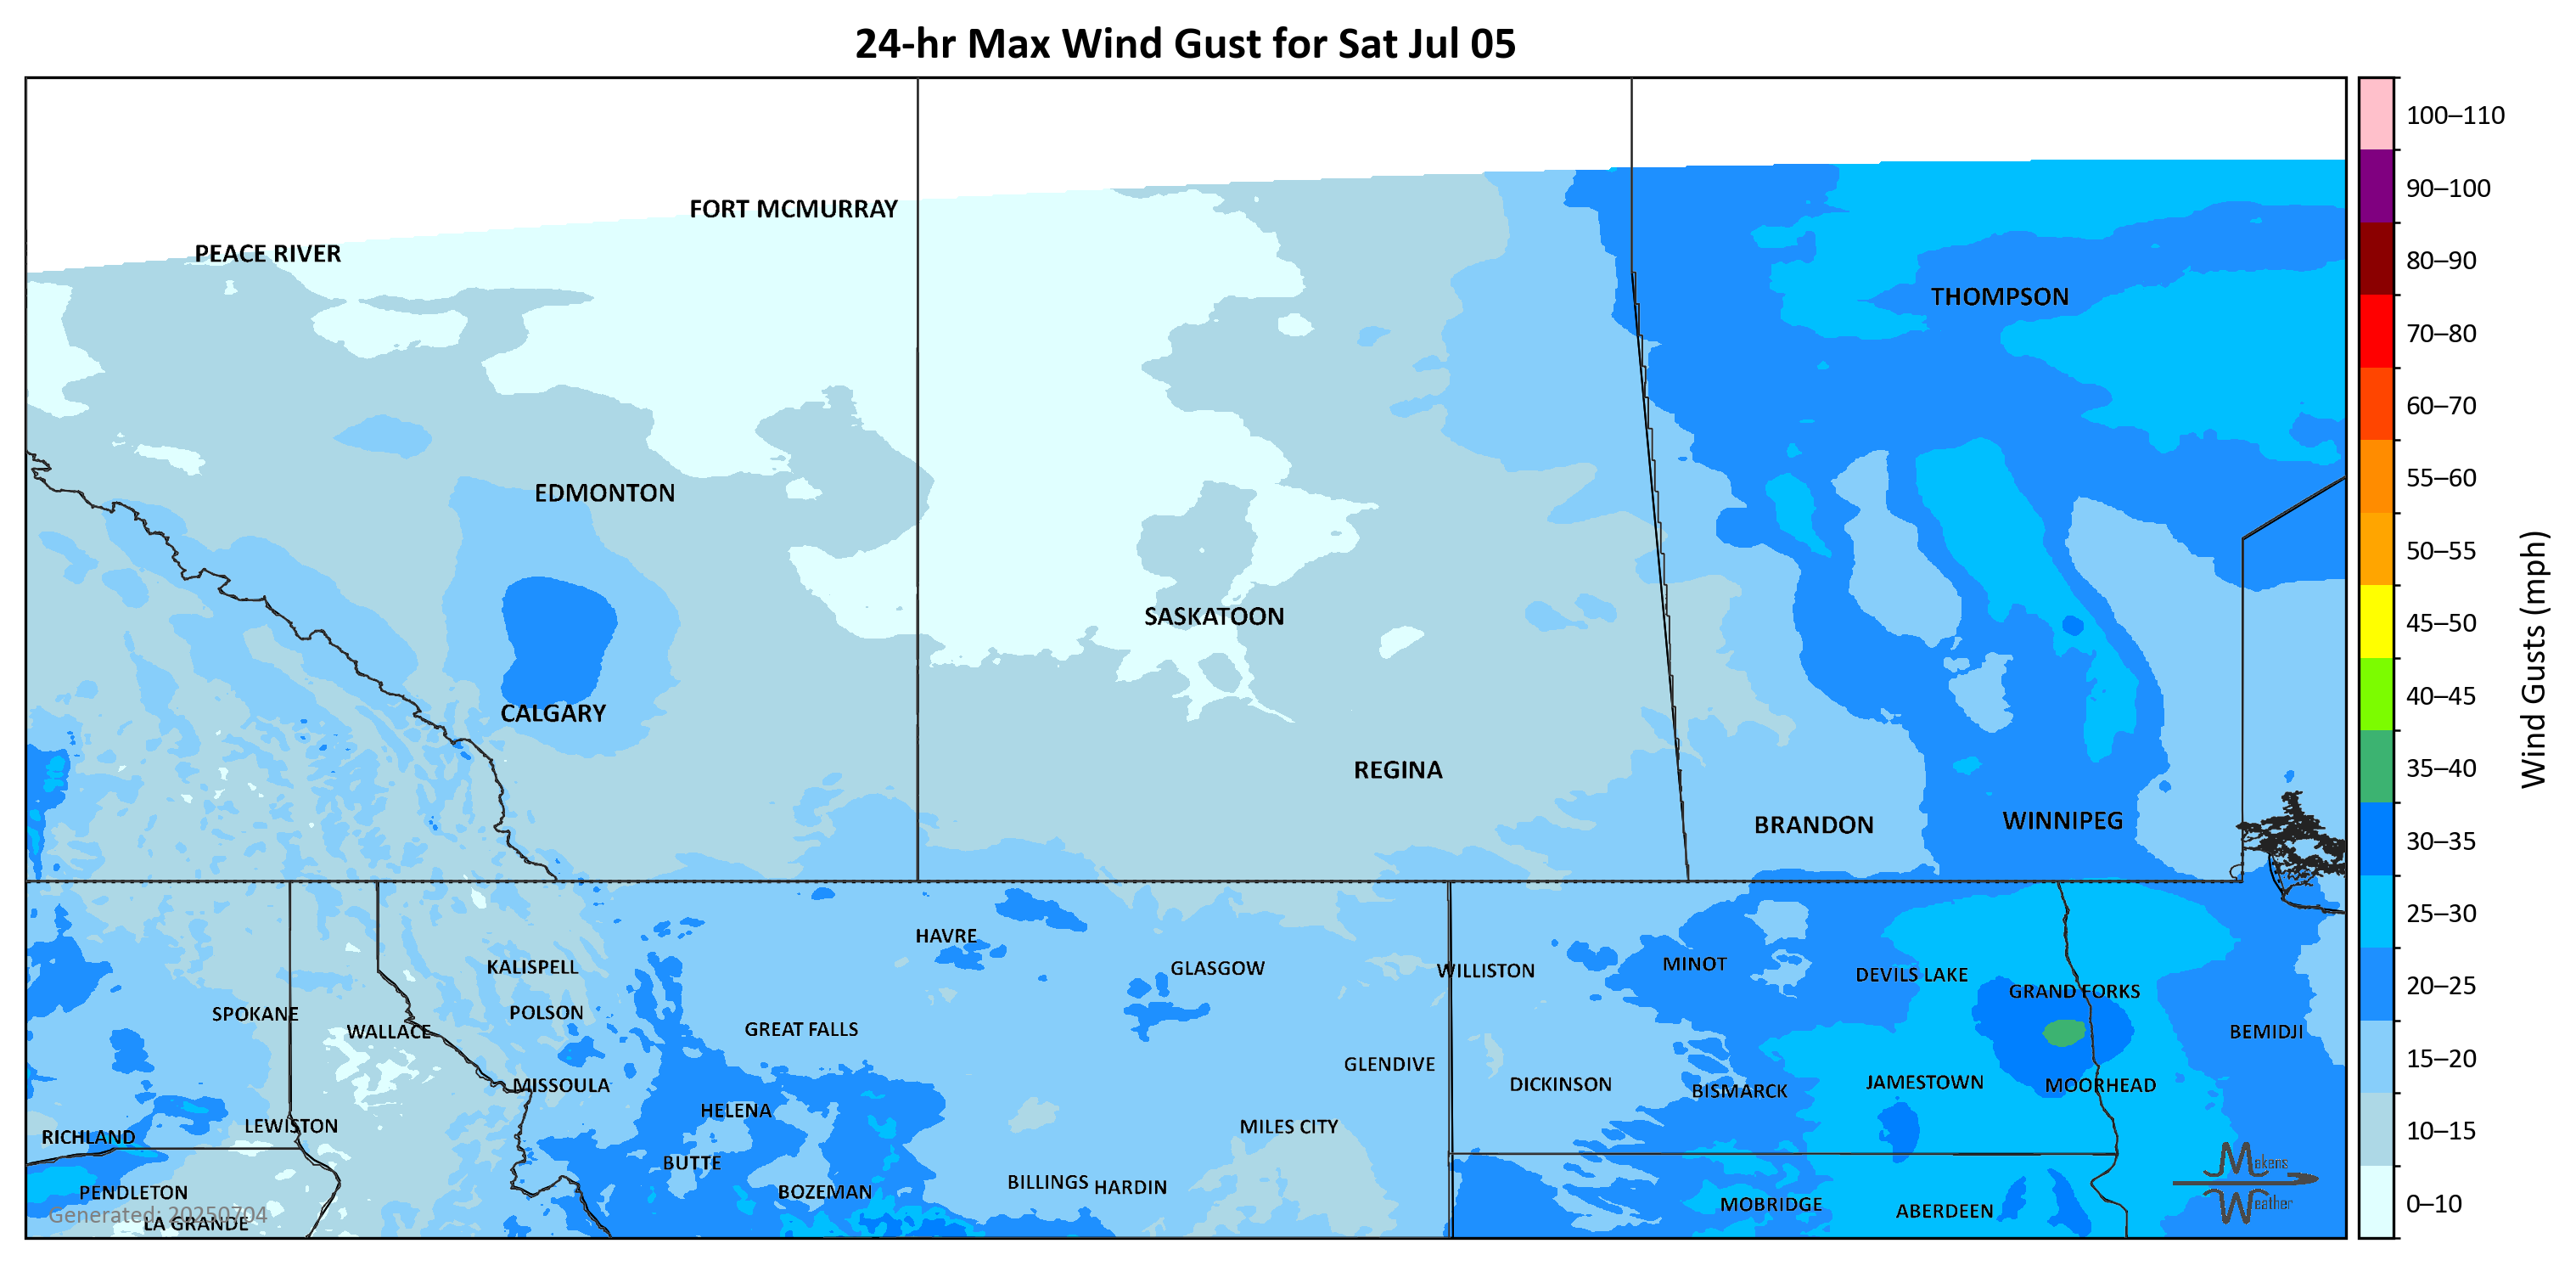 24-hr Max Wind Gust for Sat Jul 05
100–110
FORT MCMURRAY
90–100
PEACE RIVER
80–90
THOMPSON
70–80
60–70
55–60
EDMONTON
50–55
SASKATOON
45–50
Wind Gusts (mph)
40–45
CALGARY
REGINA
35–40
BRANDON
WINNIPEG
30–35
25–30
HAVRE
KALISPELL
GLASGOW
WILLISTON
MINOT
DEVILS LAKE
20–25
GRAND FORKS
SPOKANE
POLSON
WALLACE
GREAT FALLS
BEMIDJI
15–20
GLENDIVE
MISSOULA
DICKINSON
BISMARCK
JAMESTOWN
MOORHEAD
HELENA
LEWISTON
MILES CITY
10–15
RICHLAND
BUTTE
Makens
Weather
PENDLETON
BOZEMAN
BILLINGS
HARDIN
MOBRIDGE
ABERDEEN
0–10
Generated: 20250704
LA GRANDE